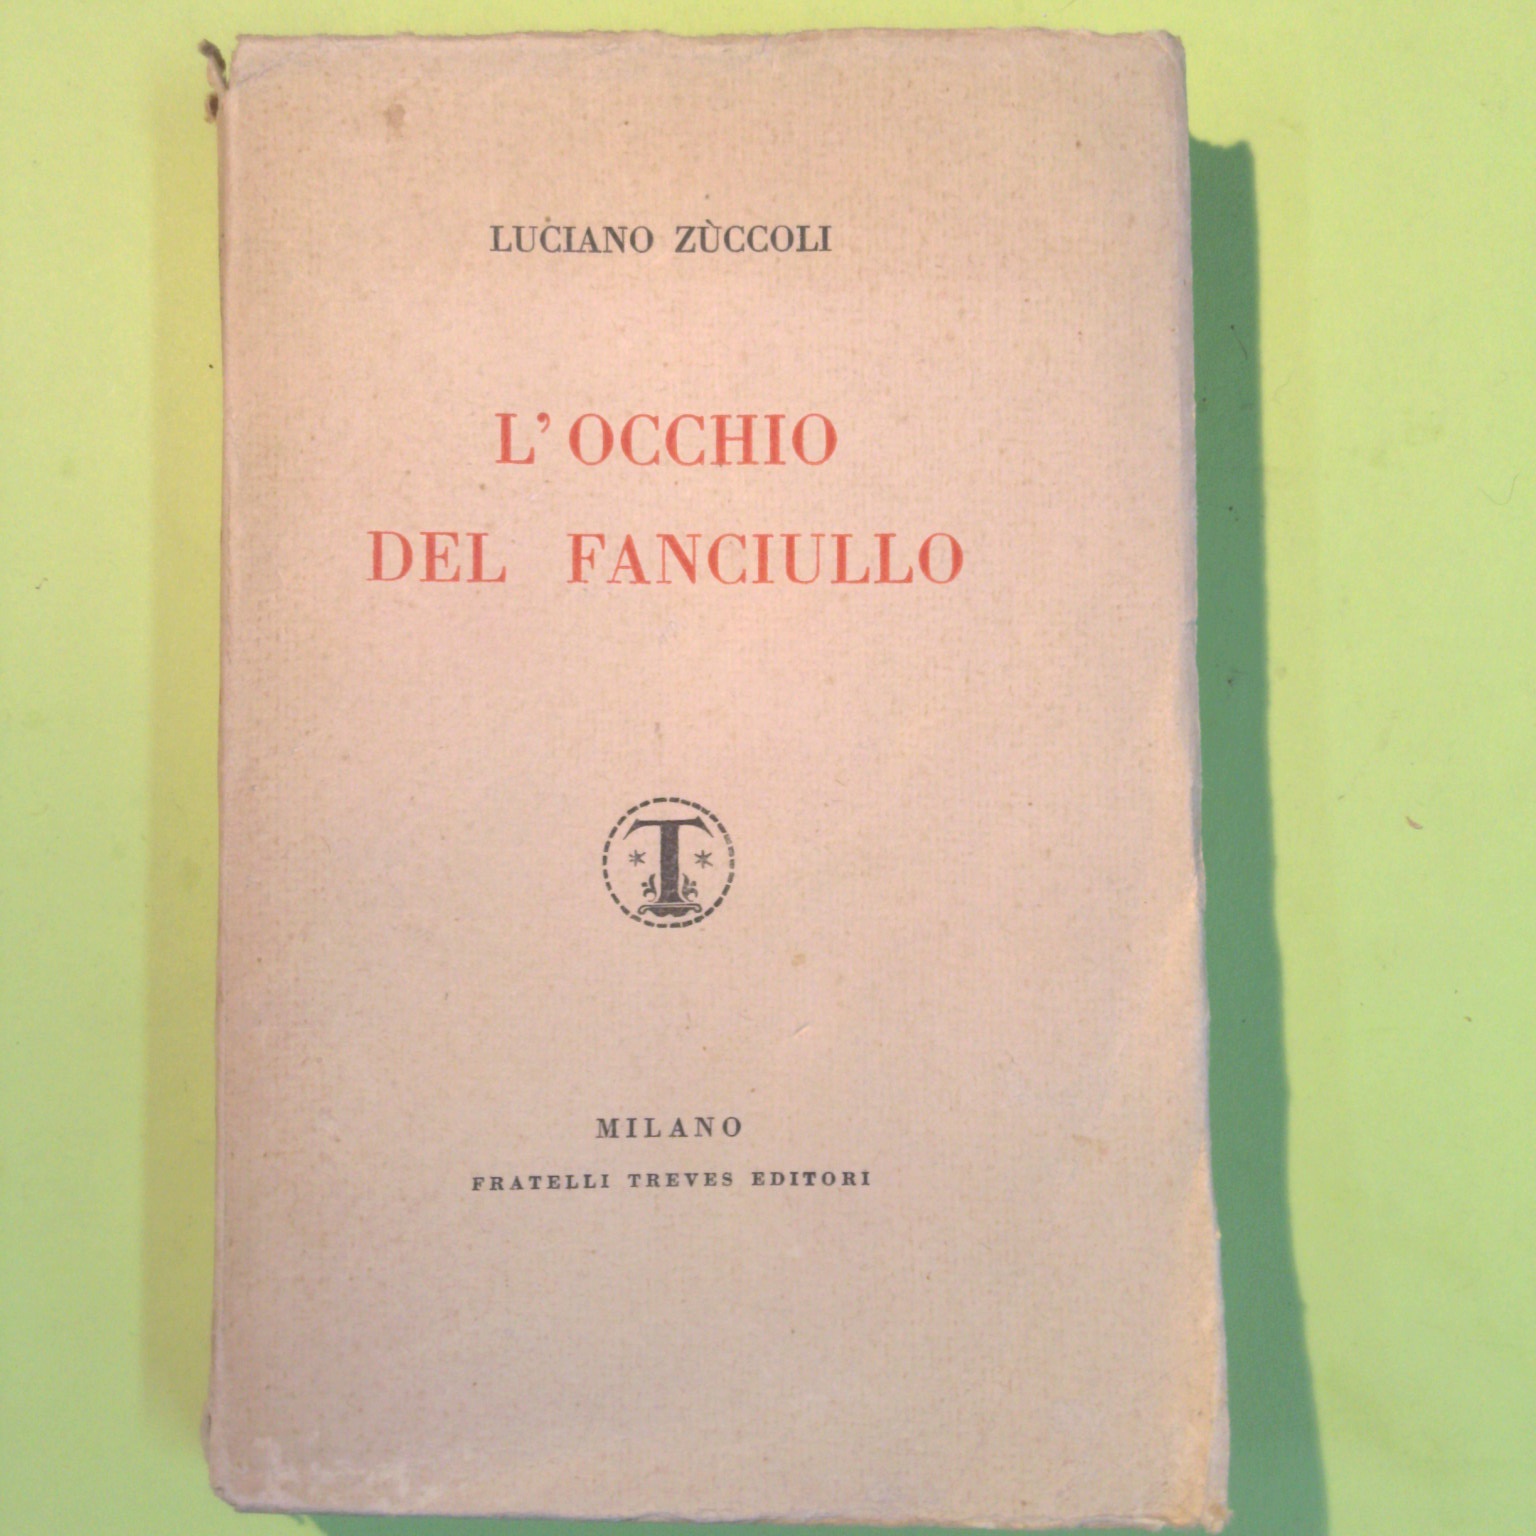 LUCIANO ZÙCCOLI
L'OCCHIO
DEL FANCIULLO
T
MILANO
FRATELLI TREVES EDITORI